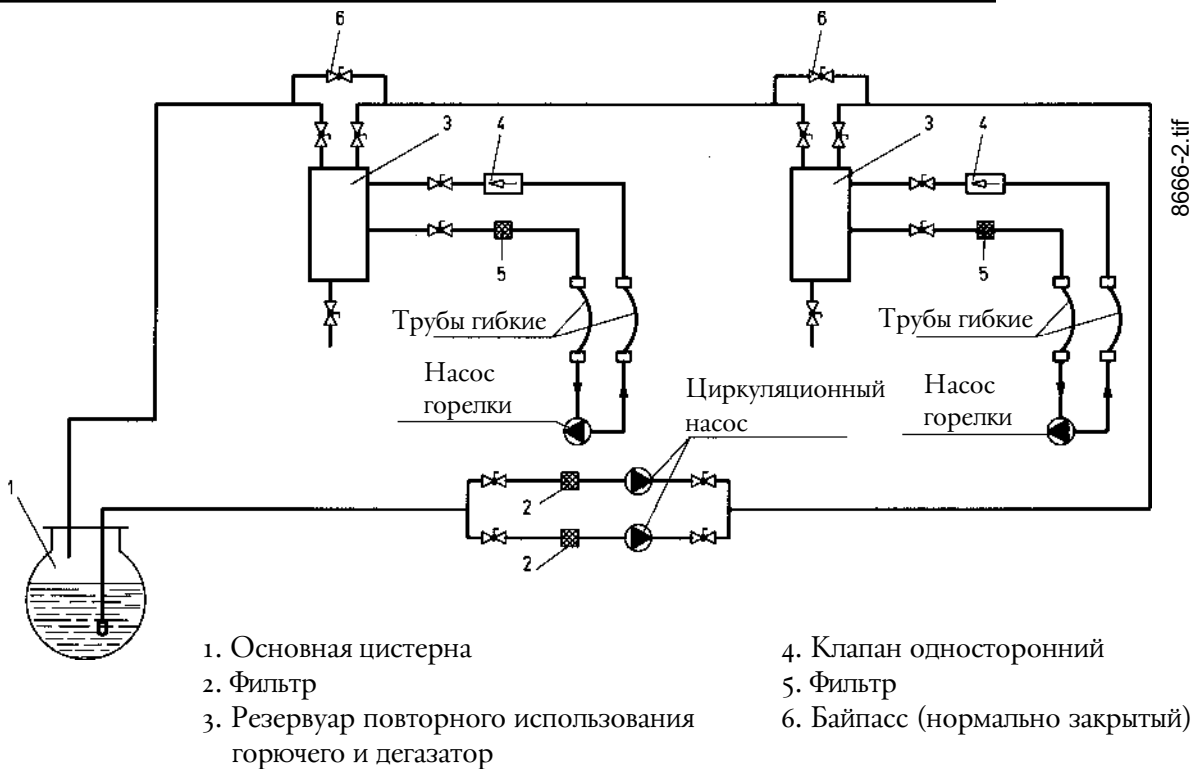 6
6
3
4
3
4
8666-2.tif
5
5
Трубы гибкие
Трубы гибкие
Насос
горелки
Циркуляционный
насос
Насос
горелки
1
2
2
1. Основная цистерна
2. Фильтр
3. Резервуар повторного использования
горючего и дегазатор
4. Клапан односторонний
5. Фильтр
6. Байпасс (нормально закрытый)